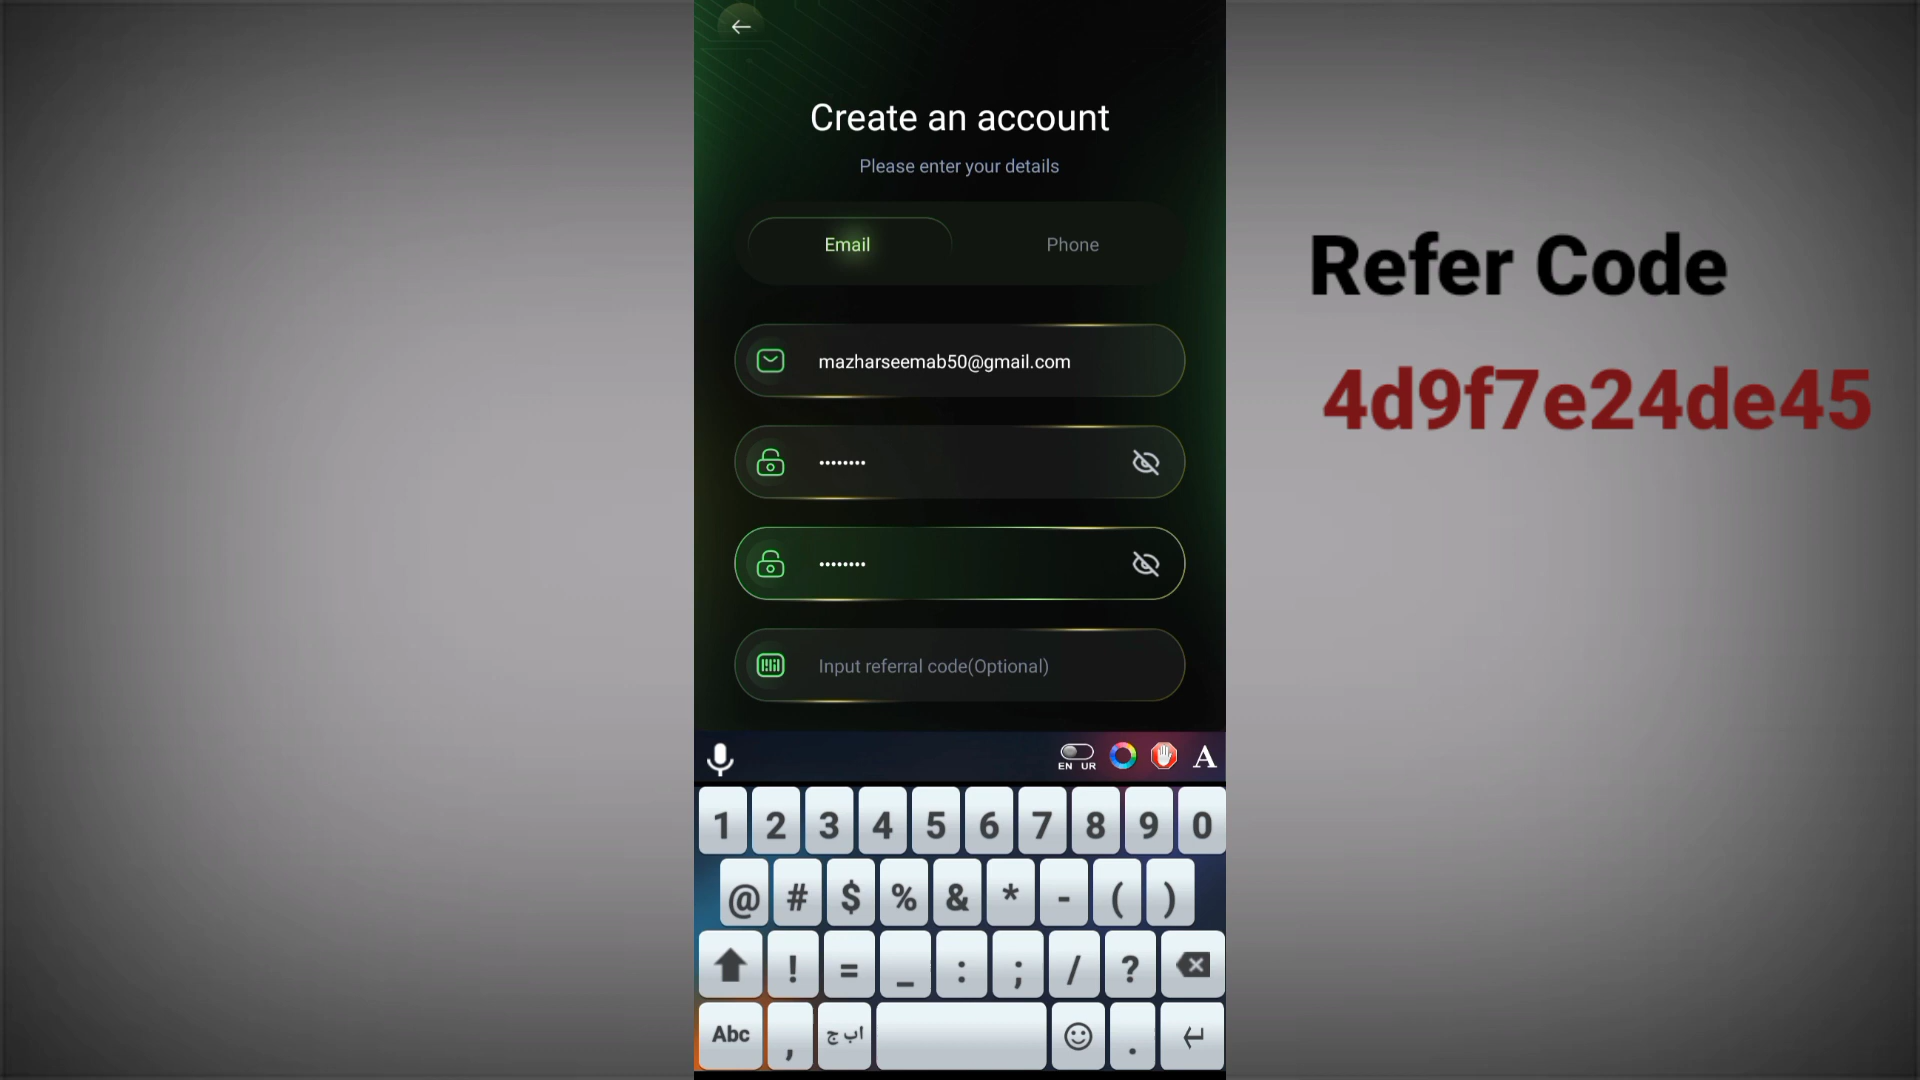 Create an account
Please enter your details
Email
Phone
mazharseemab50@gmail.com
••••••••
••••••••
Input referral code(Optional)
EN UR
A
1 2 3 4 5 6 7 8 9 0
@ # $ % & * - ( )
! = _ : ; / ?
Abc , ا ب ج .
Refer Code
4d9f7e24de45